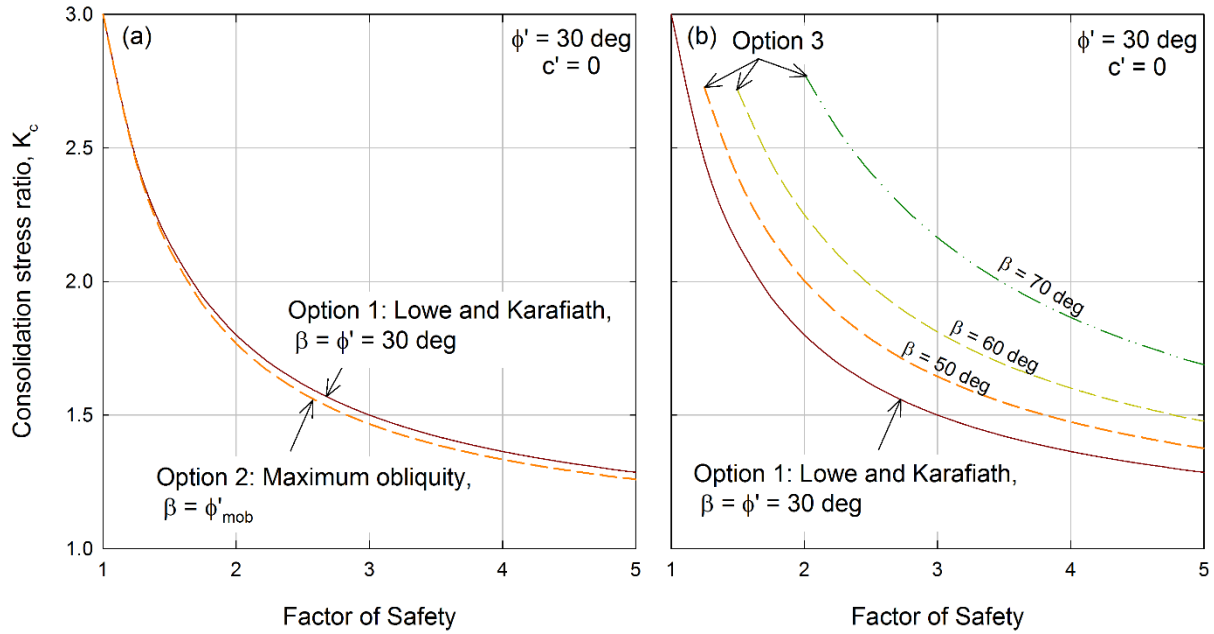 Consolidation stress ratio, K_c
3.0
2.5
2.0
1.5
1.0
(a)
ϕ' = 30 deg
c' = 0
Option 1: Lowe and Karafiath,
β = ϕ' = 30 deg
Option 2: Maximum obliquity,
β = ϕ'_mob
1 2 3 4 5
Factor of Safety
(b)
Option 3
ϕ' = 30 deg
c' = 0
β = 70 deg
β = 60 deg
β = 50 deg
Option 1: Lowe and Karafiath,
β = ϕ' = 30 deg
1 2 3 4 5
Factor of Safety